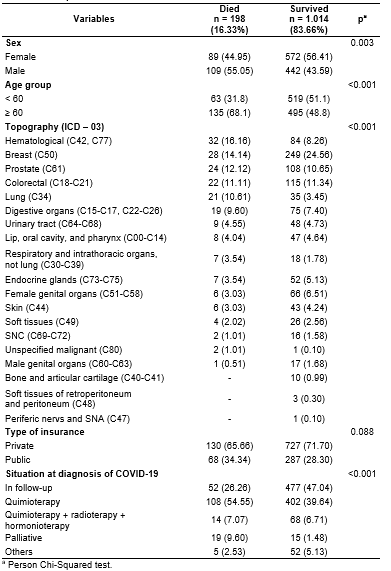 Variables Died n = 198 (16.33%) Survived n = 1.014 (83.66%) pª
Sex 0.003
Female 89 (44.95) 572 (56.41)
Male 109 (55.05) 442 (43.59)
Age group <0.001
< 60 63 (31.8) 519 (51.1)
≥ 60 135 (68.1) 495 (48.8)
Topography (ICD – 03) <0.001
Hematological (C42, C77) 32 (16.16) 84 (8.26)
Breast (C50) 28 (14.14) 249 (24.56)
Prostate (C61) 24 (12.12) 108 (10.65)
Colorectal (C18-C21) 22 (11.11) 115 (11.34)
Lung (C34) 21 (10.61) 35 (3.45)
Digestive organs (C15-C17, C22-C26) 19 (9.60) 75 (7.40)
Urinary tract (C64-C68) 9 (4.55) 48 (4.73)
Lip, oral cavity, and pharynx (C00-C14) 8 (4.04) 47 (4.64)
Respiratory and intrathoracic organs, not lung (C30-C39) 7 (3.54) 18 (1.78)
Endocrine glands (C73-C75) 7 (3.54) 52 (5.13)
Female genital organs (C51-C58) 6 (3.03) 66 (6.51)
Skin (C44) 6 (3.03) 43 (4.24)
Soft tissues (C49) 4 (2.02) 26 (2.56)
SNC (C69-C72) 2 (1.01) 16 (1.58)
Unspecified malignant (C80) 2 (1.01) 1 (0.10)
Male genital organs (C60-C63) 1 (0.51) 17 (1.68)
Bone and articular cartilage (C40-C41) - 10 (0.99)
Soft tissues of retroperitoneum and peritoneum (C48) - 3 (0.30)
Periferic nervs and SNA (C47) - 1 (0.10)
Type of insurance 0.088
Private 130 (65.66) 727 (71.70)
Public 68 (34.34) 287 (28.30)
Situation at diagnosis of COVID-19 <0.001
In follow-up 52 (26.26) 477 (47.04)
Quimioterapy 108 (54.55) 402 (39.64)
Quimioterapy + radioterapy + hormonioterapy 14 (7.07) 68 (6.71)
Palliative 19 (9.60) 15 (1.48)
Others 5 (2.53) 52 (5.13)
ª Person Chi-Squared test.